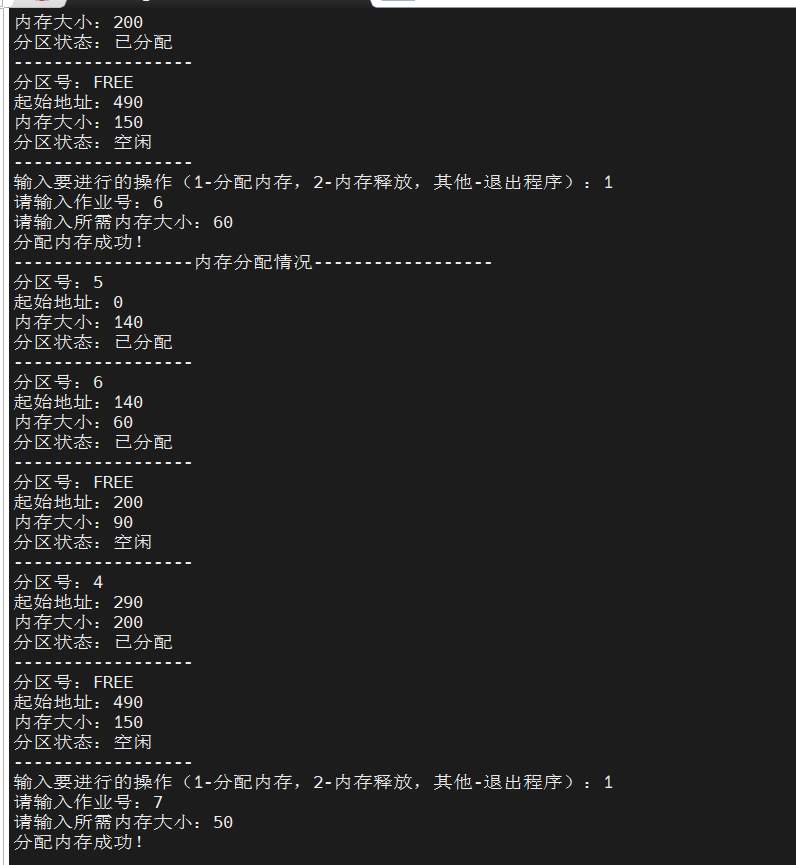 内存大小：200
分区状态：已分配
------------------
分区号：FREE
起始地址：490
内存大小：150
分区状态：空闲
------------------
输入要进行的操作（1-分配内存，2-内存释放，其他-退出程序）：1
请输入作业号：6
请输入所需内存大小：60
分配内存成功！
------------------内存分配情况------------------
分区号：5
起始地址：0
内存大小：140
分区状态：已分配
------------------
分区号：6
起始地址：140
内存大小：60
分区状态：已分配
------------------
分区号：FREE
起始地址：200
内存大小：90
分区状态：空闲
------------------
分区号：4
起始地址：290
内存大小：200
分区状态：已分配
------------------
分区号：FREE
起始地址：490
内存大小：150
分区状态：空闲
------------------
输入要进行的操作（1-分配内存，2-内存释放，其他-退出程序）：1
请输入作业号：7
请输入所需内存大小：50
分配内存成功！